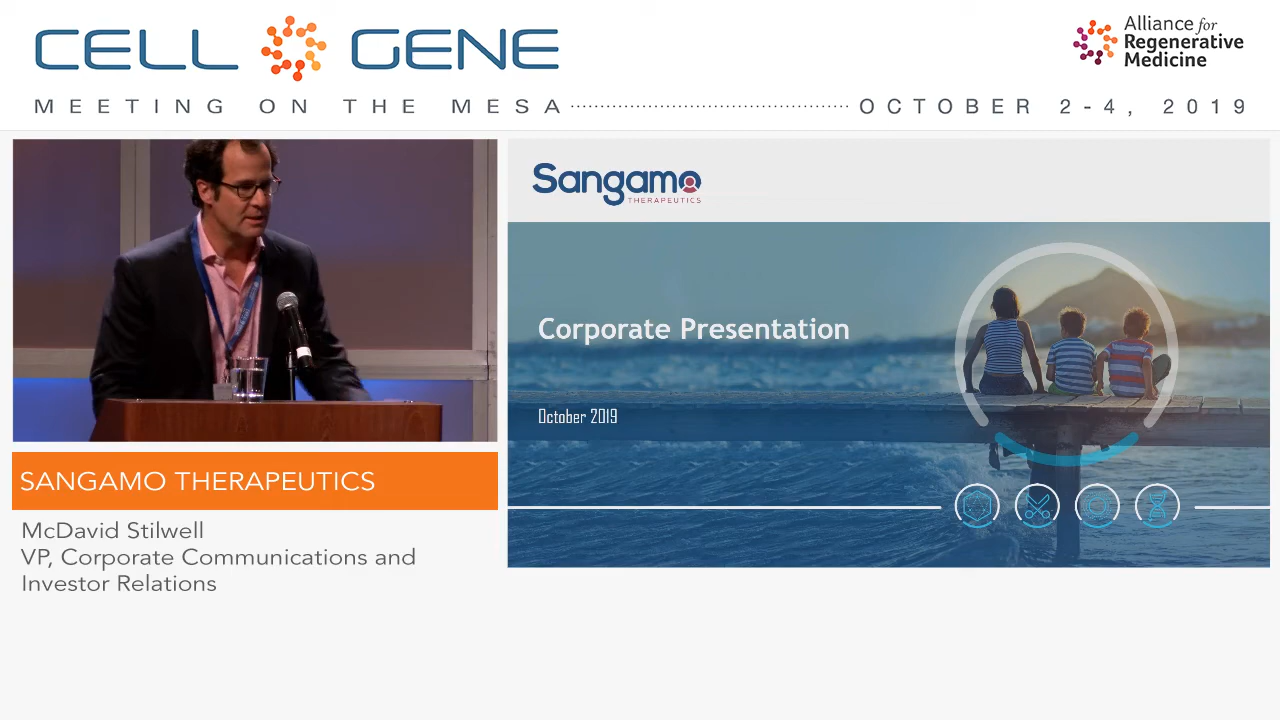 CELL GENE
Alliance for
Regenerative
Medicine
MEETING ON THE MESA
OCTOBER 2-4, 2019
Sangamo
THERAPEUTICS
Corporate Presentation
October 2019
SANGAMO THERAPEUTICS
McDavid Stilwell
VP, Corporate Communications and
Investor Relations